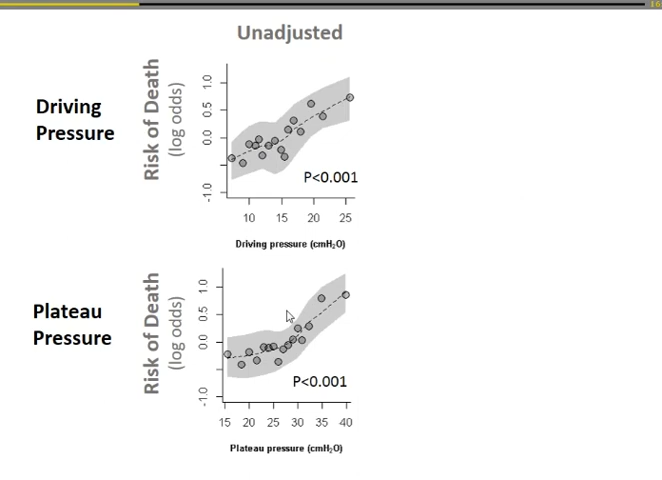 16
Unadjusted
Driving
Pressure
Risk of Death
(log odds)
1.0
0.5
0.0
-1.0
P<0.001
10 15 20 25
Driving pressure (cmH₂O)
Plateau
Pressure
Risk of Death
(log odds)
1.0
0.5
0.0
-1.0
P<0.001
15 20 25 30 35 40
Plateau pressure (cmH₂O)